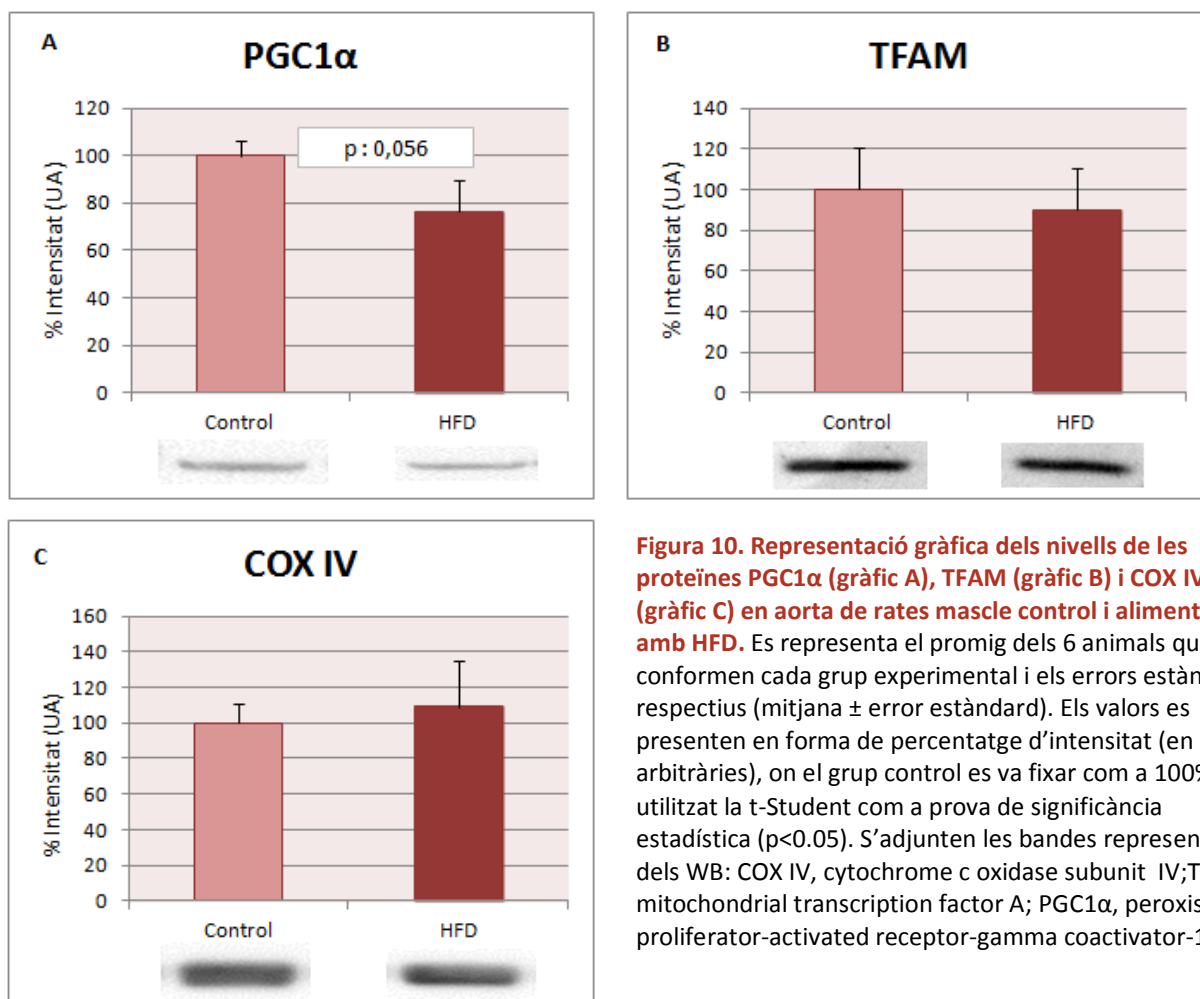 A
PGC1α
120
100
80
60
40
20
0
% Intensitat (UA)
p : 0,056
Control
HFD
B
TFAM
140
120
100
80
60
40
20
0
% Intensitat (UA)
Control
HFD
C
COX IV
160
140
120
100
80
60
40
20
0
% Intensitat (UA)
Control
HFD
Figura 10. Representació gràfica dels nivells de les
proteïnes PGC1α (gràfic A), TFAM (gràfic B) i COX IV
(gràfic C) en aorta de rates mascle control i aliment
amb HFD. Es representa el promig dels 6 animals qu
conformen cada grup experimental i els errors estàn
respectius (mitjana ± error estàndard). Els valors es
presenten en forma de percentatge d’intensitat (en
arbitràries), on el grup control es va fixar com a 100%
utilitzat la t-Student com a prova de significància
estadística (p<0.05). S’adjunten les bandes represen
dels WB: COX IV, cytochrome c oxidase subunit IV;T
mitochondrial transcription factor A; PGC1α, peroxis
proliferator-activated receptor-gamma coactivator-1